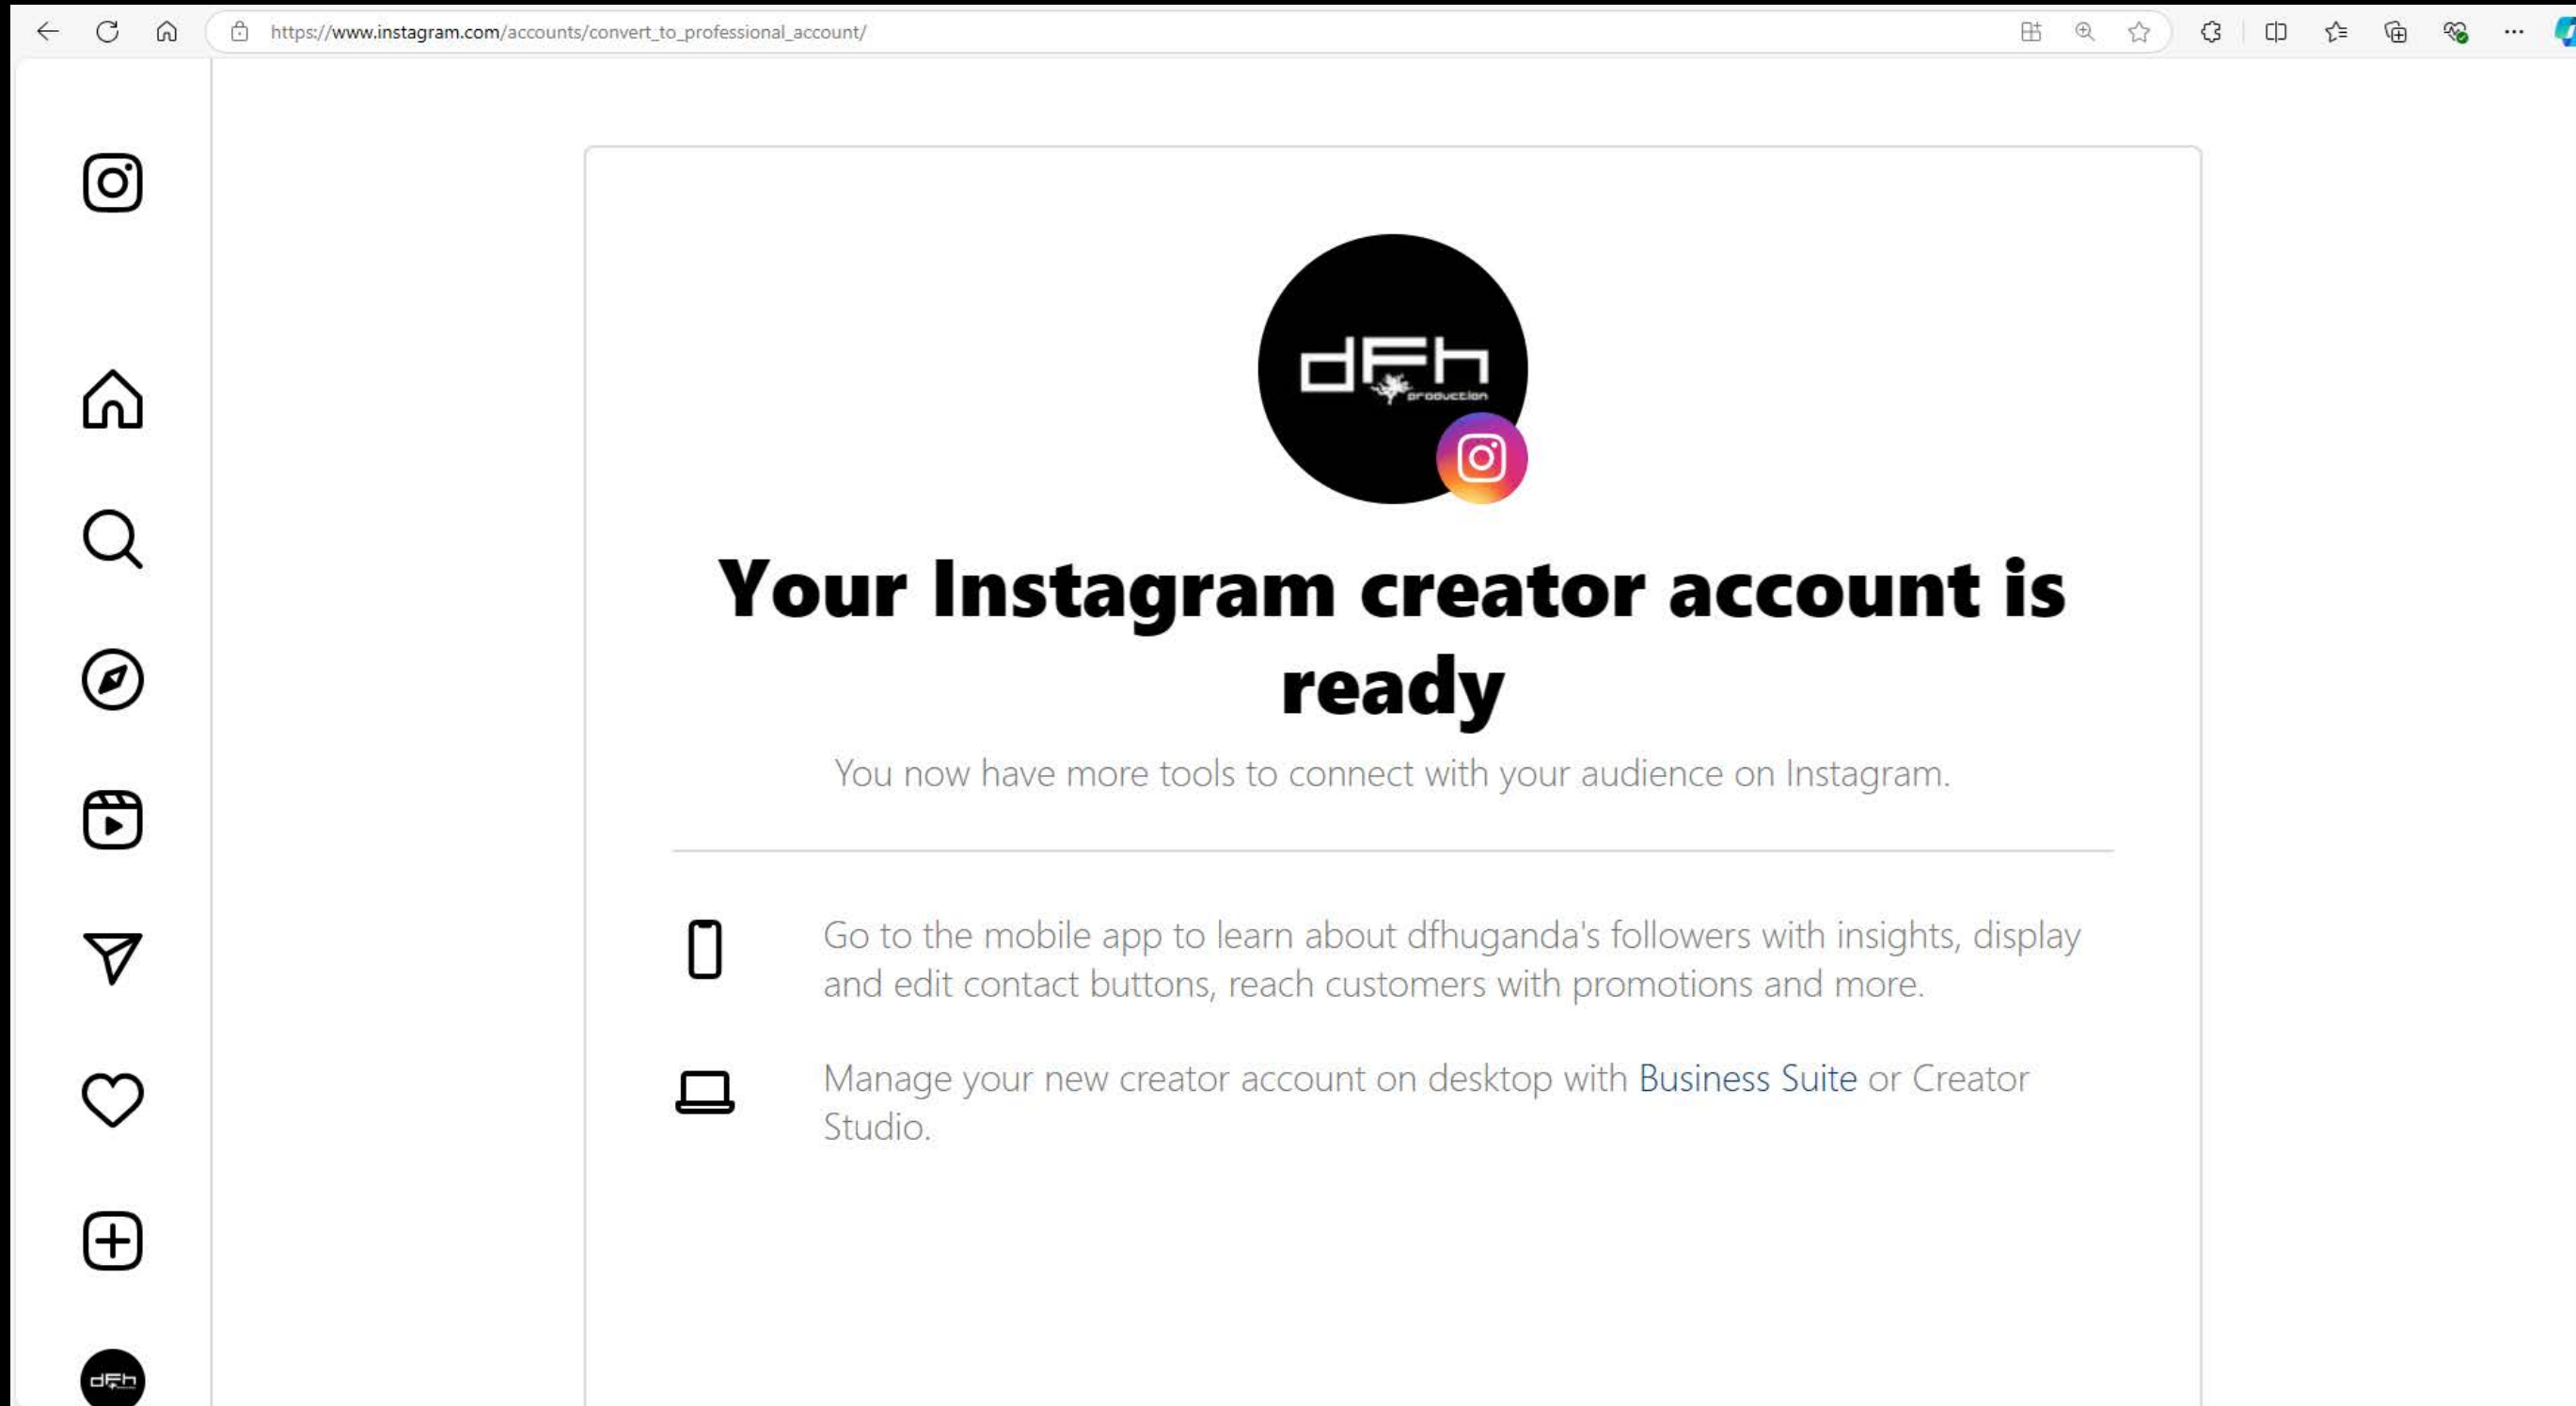 https://www.instagram.com/accounts/convert_to_professional_account/
dFh
production
Your Instagram creator account is
ready
You now have more tools to connect with your audience on Instagram.
Go to the mobile app to learn about dfhuganda's followers with insights, display
and edit contact buttons, reach customers with promotions and more.
Manage your new creator account on desktop with Business Suite or Creator
Studio.
dFh